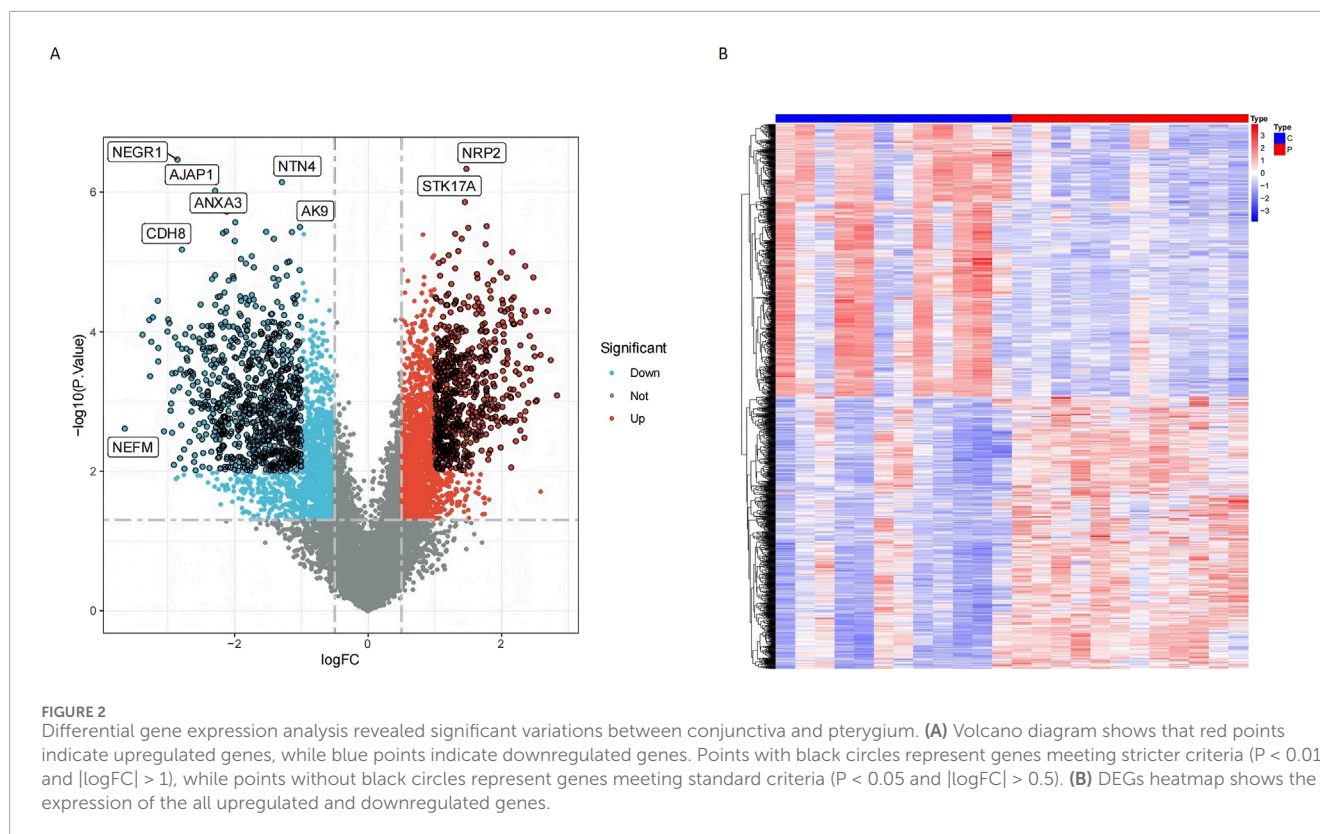 A
B
NEGR1
AJAP1
ANXA3
CDH8
NTN4
AK9
NRP2
STK17A
NEFM
6
4
2
0
−log10(P.Value)
−2
0
2
logFC
Significant
Down
Not
Up
Type
3
2
1
0
−1
−2
−3
Type
C
P
FIGURE 2
Differential gene expression analysis revealed significant variations between conjunctiva and pterygium. (A) Volcano diagram shows that red points
indicate upregulated genes, while blue points indicate downregulated genes. Points with black circles represent genes meeting stricter criteria (P < 0.01
and |logFC| > 1), while points without black circles represent genes meeting standard criteria (P < 0.05 and |logFC| > 0.5). (B) DEGs heatmap shows the
expression of the all upregulated and downregulated genes.